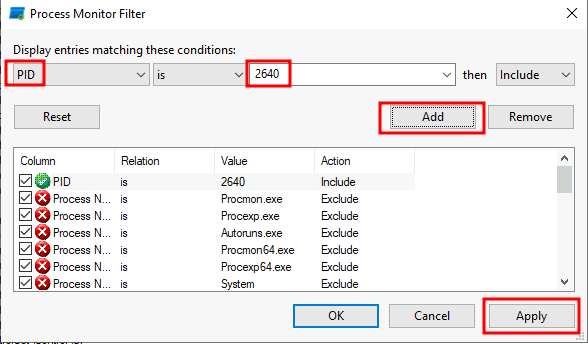 Process Monitor Filter
Display entries matching these conditions:
PID is 2640 then Include
Reset Add Remove
Column Relation Value Action
PID is 2640 Include
Process N... is Procmon.exe Exclude
Process N... is Procexp.exe Exclude
Process N... is Autoruns.exe Exclude
Process N... is Procmon64.exe Exclude
Process N... is Procexp64.exe Exclude
Process N... is System Exclude
OK Cancel Apply